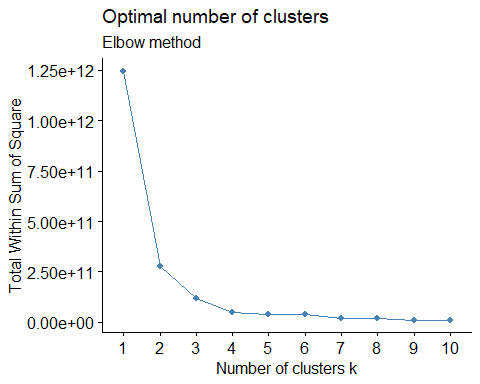 Optimal number of clusters
Elbow method
Total Within Sum of Square
1.25e+12
1.00e+12
7.50e+11
5.00e+11
2.50e+11
0.00e+00
1 2 3 4 5 6 7 8 9 10
Number of clusters k